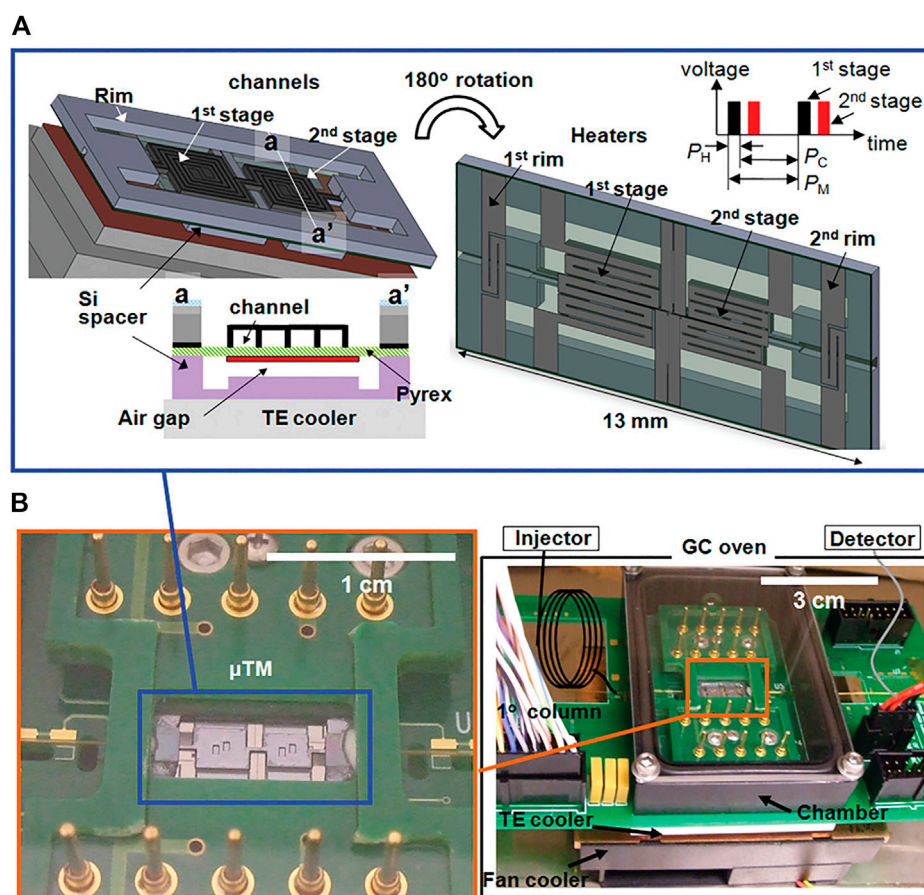 A
channels
Rim
1st stage
a
2nd stage
a'
180o rotation
voltage
1st stage
2nd stage
time
PH
PC
PM
Heaters
1st rim
1st stage
2nd stage
2nd rim
13 mm
Si
spacer
a
a'
channel
Air gap
Pyrex
TE cooler
B
1 cm
µTM
Injector
GC oven
Detector
3 cm
1o column
Chamber
TE cooler
Fan cooler